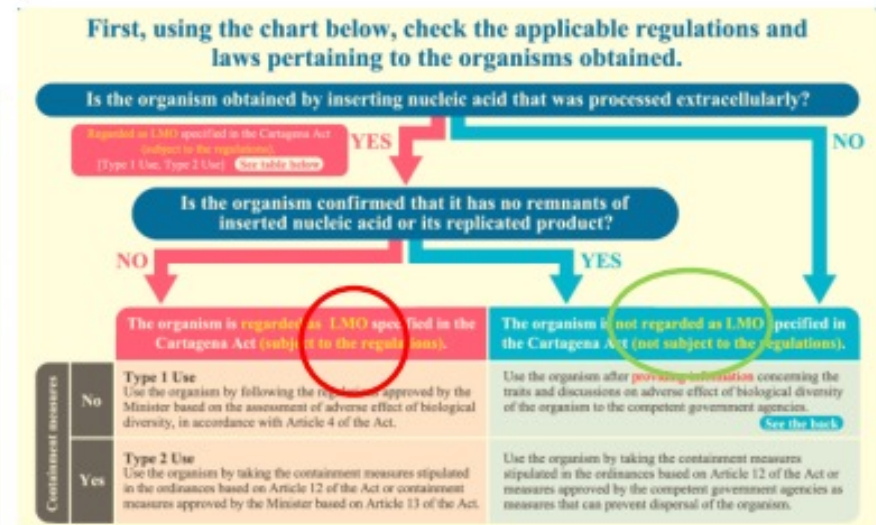 First, using the chart below, check the applicable regulations and
laws pertaining to the organisms obtained.
Is the organism obtained by inserting nucleic acid that was processed extracellularly?
Regarded as LMO specified in the Cartagena Act
(subject to the regulations).
[Type 1 Use, Type 2 Use] See table below
YES
NO
Is the organism confirmed that it has no remnants of
inserted nucleic acid or its replicated product?
NO
YES
The organism is regarded as LMO specified in the
Cartagena Act (subject to the regulations).
The organism is not regarded as LMO specified in
the Cartagena Act (not subject to the regulations).
Containment measures
No
Type 1 Use
Use the organism by following the regulations approved by the
Minister based on the assessment of adverse effect of biological
diversity, in accordance with Article 4 of the Act.
Use the organism after providing information concerning the
traits and discussions on adverse effect of biological diversity
of the organism to the competent government agencies.
See the back
Yes
Type 2 Use
Use the organism by taking the containment measures stipulated
in the ordinances based on Article 12 of the Act or containment
measures approved by the Minister based on Article 13 of the Act.
Use the organism by taking the containment measures
stipulated in the ordinances based on Article 12 of the Act or
measures approved by the competent government agencies as
measures that can prevent dispersal of the organism.